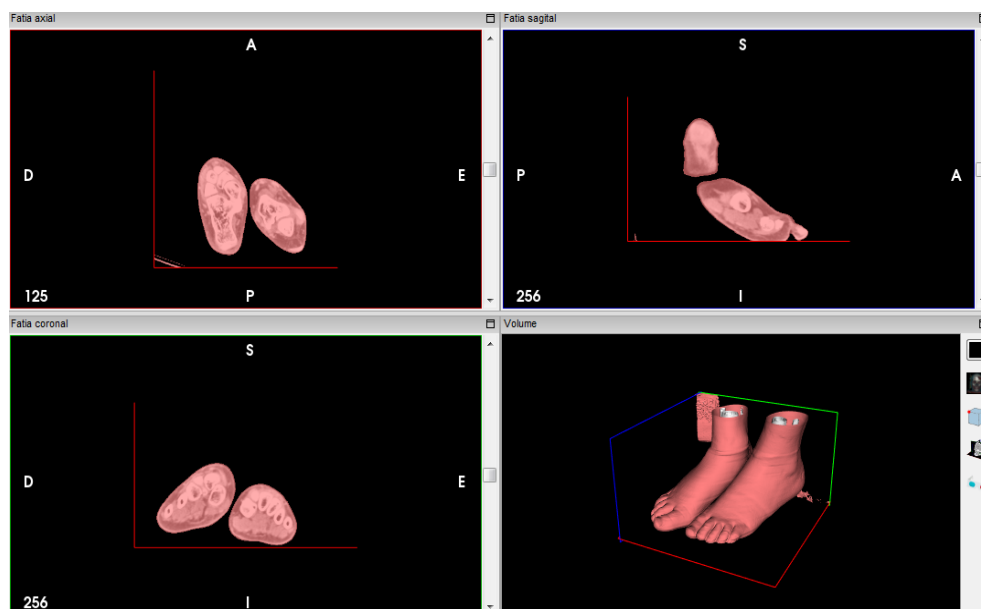 Fatia axial
A
D
E
125
P
Fatia sagital
S
P
A
256
I
Fatia coronal
S
D
E
256
I
Volume